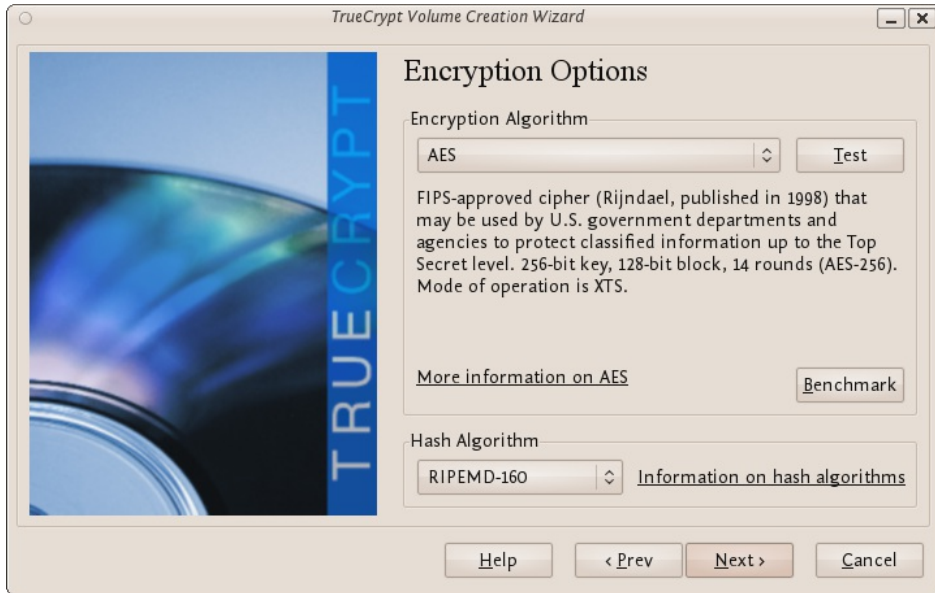 TrueCrypt Volume Creation Wizard
TRUECRYPT
Encryption Options
Encryption Algorithm
AES
Test
FIPS-approved cipher (Rijndael, published in 1998) that
may be used by U.S. government departments and
agencies to protect classified information up to the Top
Secret level. 256-bit key, 128-bit block, 14 rounds (AES-256).
Mode of operation is XTS.
More information on AES
Benchmark
Hash Algorithm
RIPEMD-160
Information on hash algorithms
Help
< Prev
Next >
Cancel